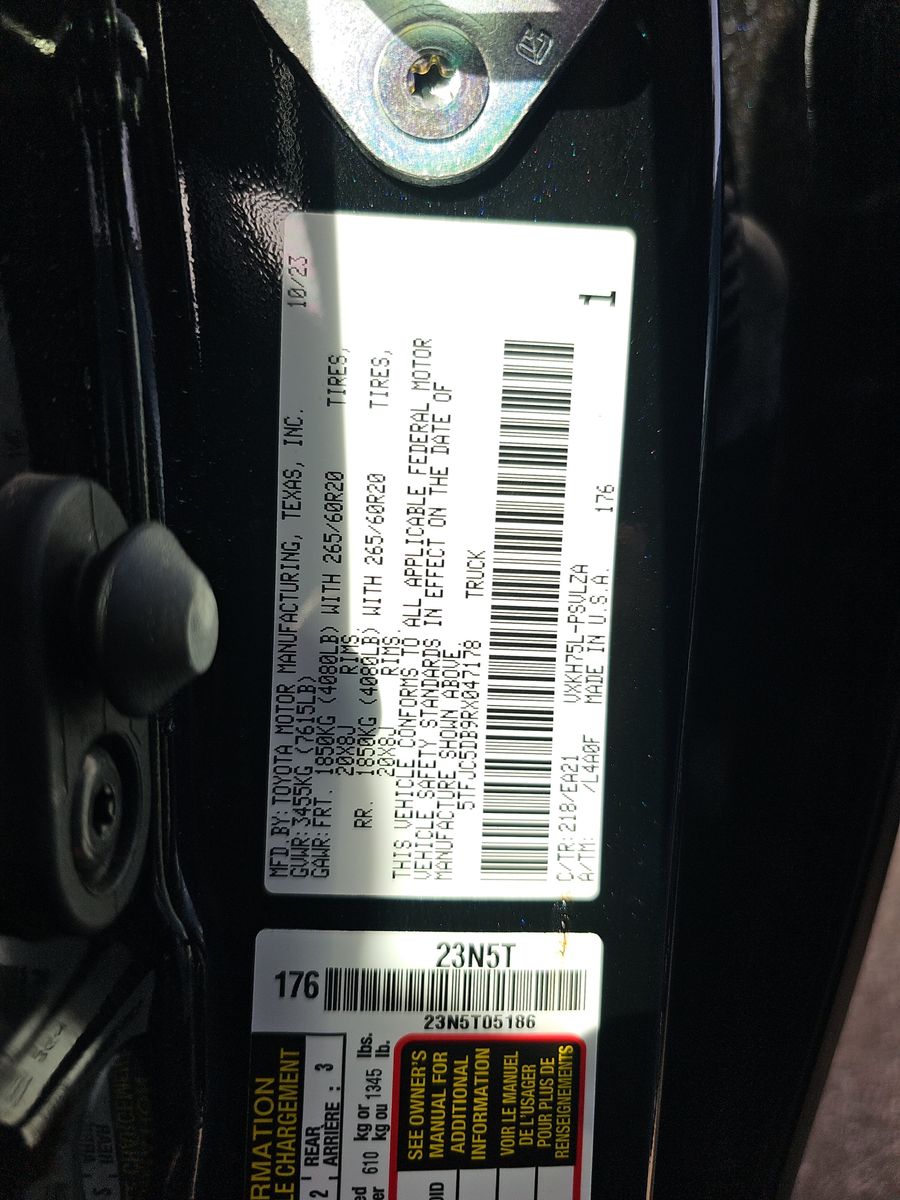 MFD.BY:TOYOTA MOTOR MANUFACTURING, TEXAS, INC. 10/23
GVWR:3455KG (7615LB)
GAWR:FRT. 1850KG (4080LB) WITH 265/60R20 TIRES,
20X8J RIMS,
RR. 1850KG (4080LB) WITH 265/60R20 TIRES,
20X8J RIMS.
THIS VEHICLE CONFORMS TO ALL APPLICABLE FEDERAL MOTOR
VEHICLE SAFETY STANDARDS IN EFFECT ON THE DATE OF
MANUFACTURE SHOWN ABOVE.
5TFJC5DB9RX047178 TRUCK
C/TR:218/EA21 VXKH75L-PSVLZA
A/TM: /L4A0F MADE IN U.S.A. 176
1
23N5T
176
23N5T05186
RMATION
LE CHARGEMENT
2 REAR
ARRIÈRE : 3
610 kg or 1345 lbs.
kg ou lb.
SEE OWNER'S
MANUAL FOR
ADDITIONAL
INFORMATION
VOIR LE MANUEL
DE L'USAGER
POUR PLUS DE
RENSEIGNEMENTS